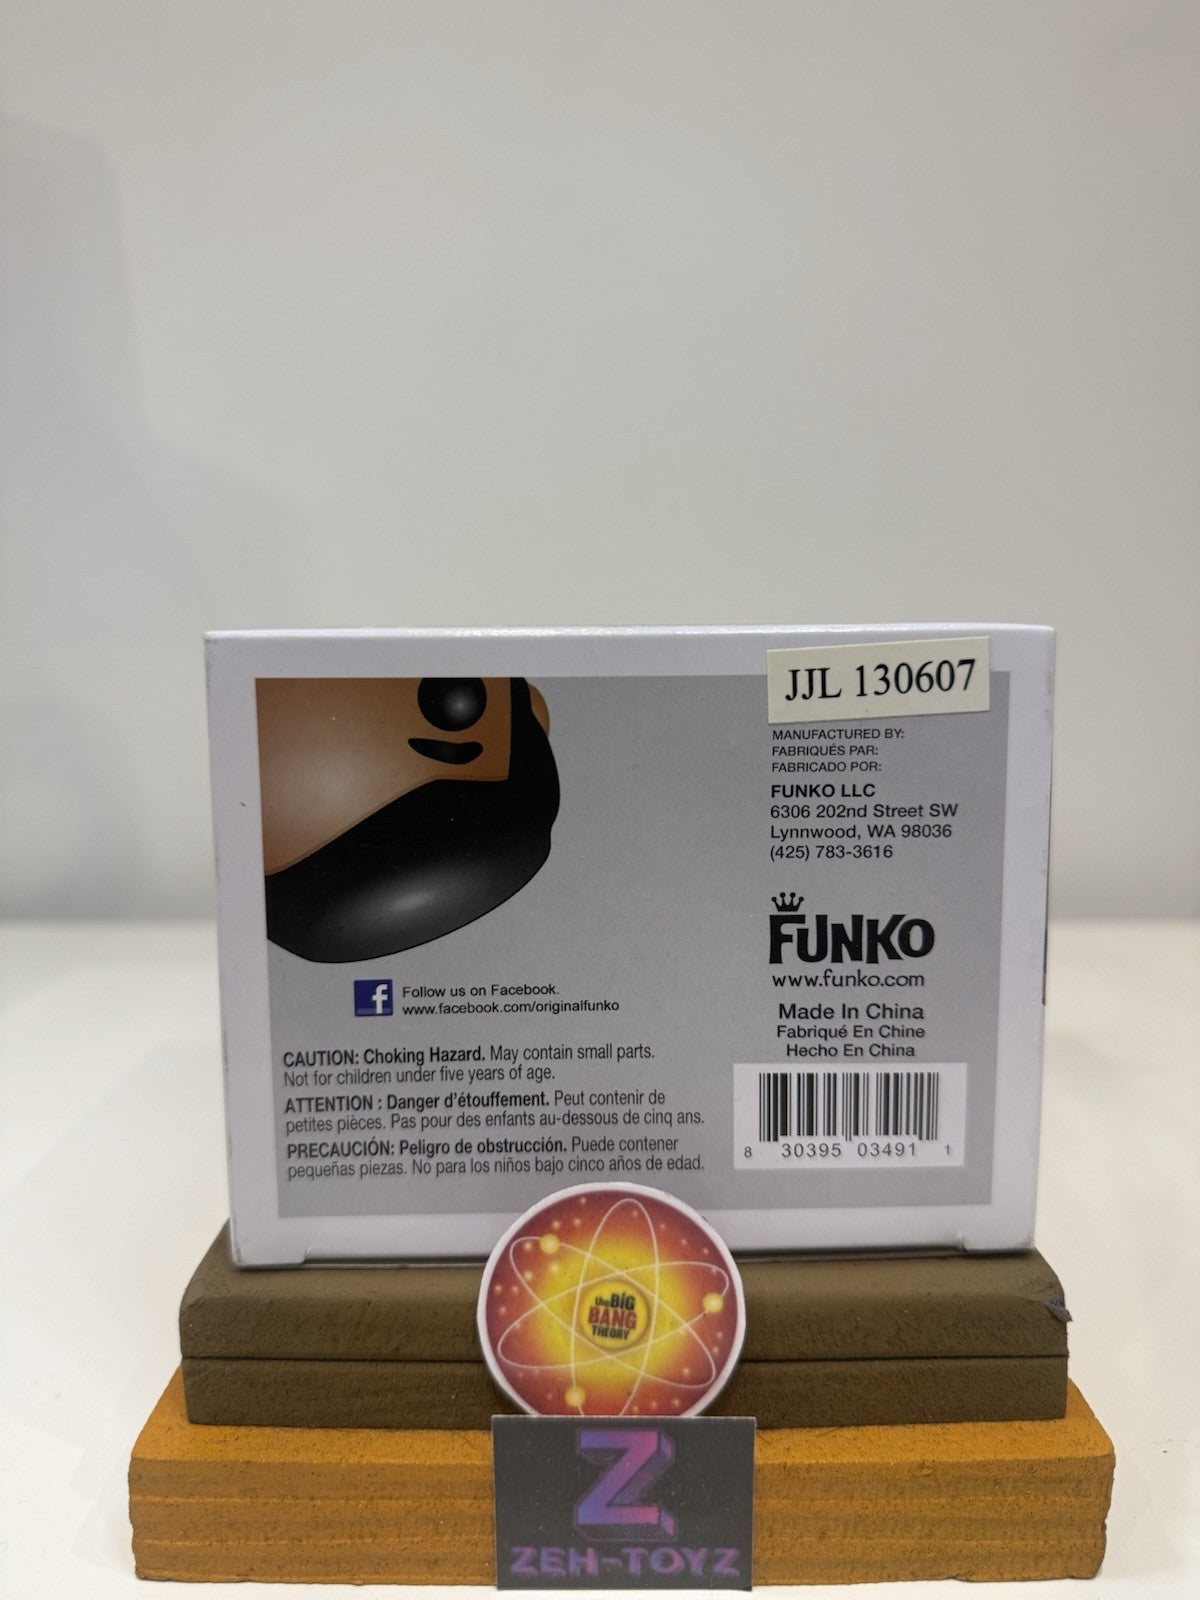 JJL 130607
MANUFACTURED BY:
FABRIQUÉS PAR:
FABRICADO POR:
FUNKO LLC
6306 202nd Street SW
Lynnwood, WA 98036
(425) 783-3616
FUNKO
www.funko.com
Made In China
Fabriqué En Chine
Hecho En China
8 30395 03491 1
f
Follow us on Facebook.
www.facebook.com/originalfunko
CAUTION: Choking Hazard. May contain small parts.
Not for children under five years of age.
ATTENTION : Danger d'étouffement. Peut contenir de
petites pièces. Pas pour des enfants au-dessous de cinq ans.
PRECAUCIÓN: Peligro de obstrucción. Puede contener
pequeñas piezas. No para los niños bajo cinco años de edad.
the BIG
BANG
THEORY
Z
ZEH-TOYZ